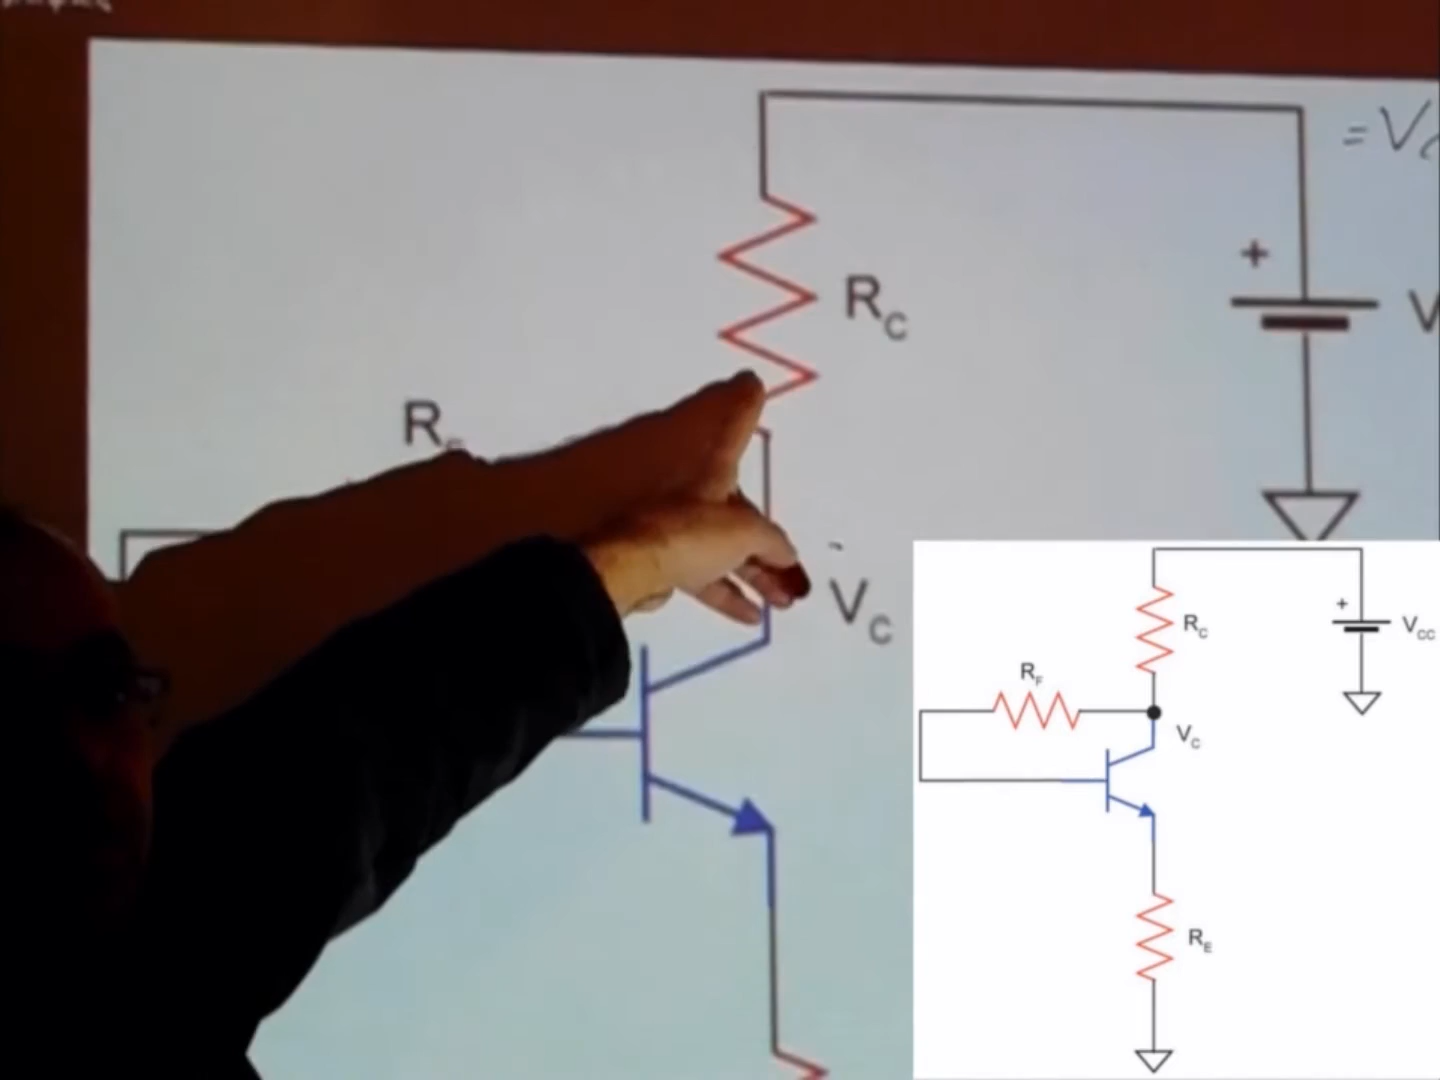 = V
+
R_C
V
R
V_C
+
R_C
V_CC
R_F
V_C
R_E